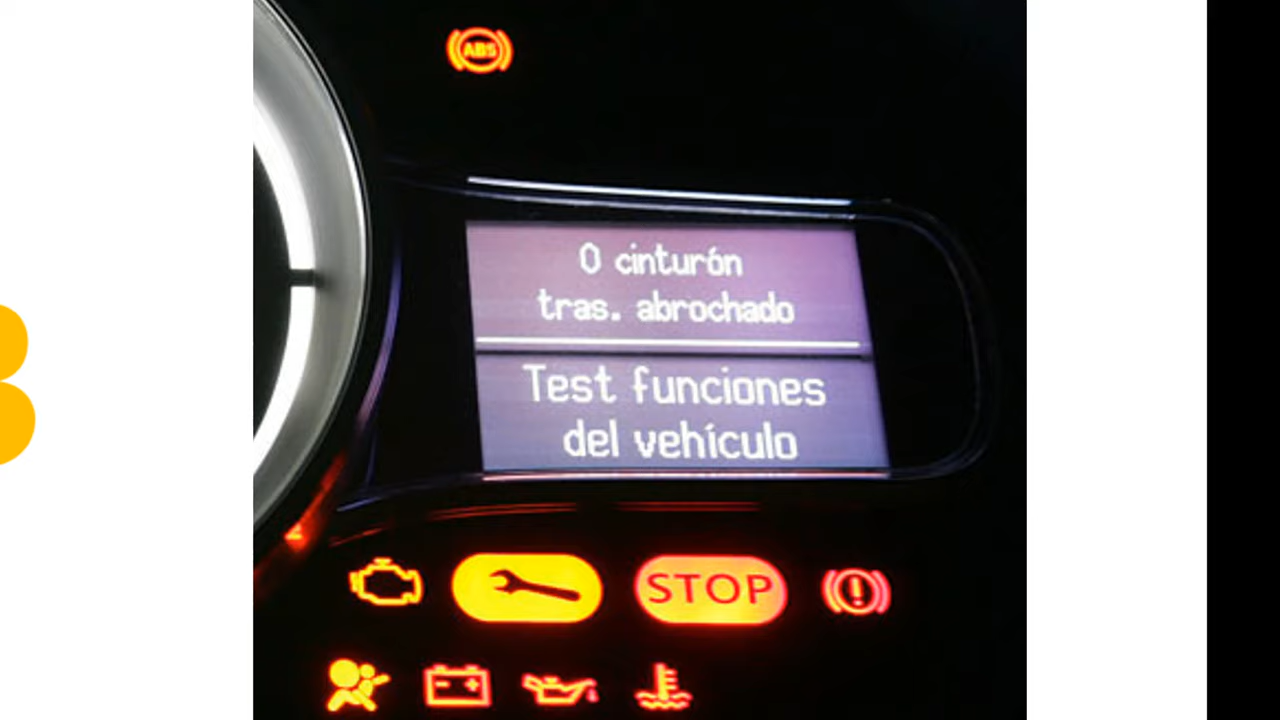 ABS
0 cinturón
tras. abrochado
Test funciones
del vehículo
STOP